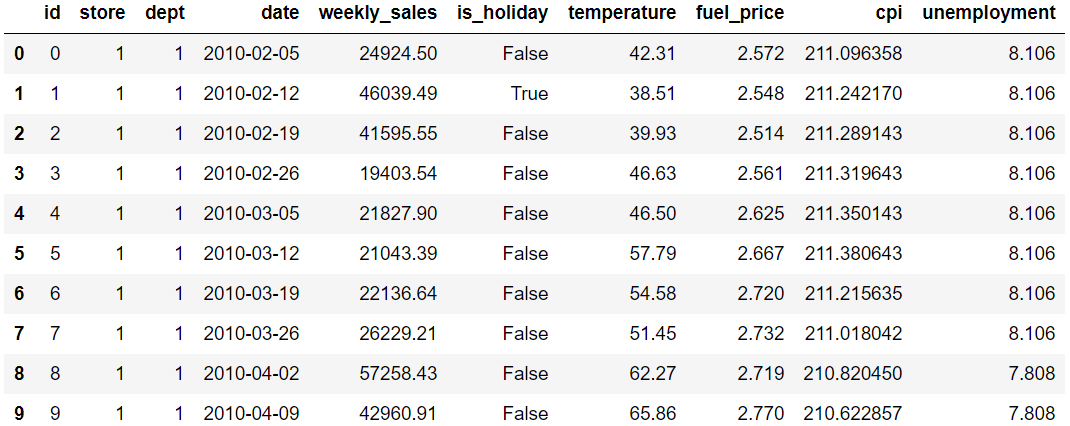 id store dept date weekly_sales is_holiday temperature fuel_price cpi unemployment
0 0 1 1 2010-02-05 24924.50 False 42.31 2.572 211.096358 8.106
1 1 1 1 2010-02-12 46039.49 True 38.51 2.548 211.242170 8.106
2 2 1 1 2010-02-19 41595.55 False 39.93 2.514 211.289143 8.106
3 3 1 1 2010-02-26 19403.54 False 46.63 2.561 211.319643 8.106
4 4 1 1 2010-03-05 21827.90 False 46.50 2.625 211.350143 8.106
5 5 1 1 2010-03-12 21043.39 False 57.79 2.667 211.380643 8.106
6 6 1 1 2010-03-19 22136.64 False 54.58 2.720 211.215635 8.106
7 7 1 1 2010-03-26 26229.21 False 51.45 2.732 211.018042 8.106
8 8 1 1 2010-04-02 57258.43 False 62.27 2.719 210.820450 7.808
9 9 1 1 2010-04-09 42960.91 False 65.86 2.770 210.622857 7.808